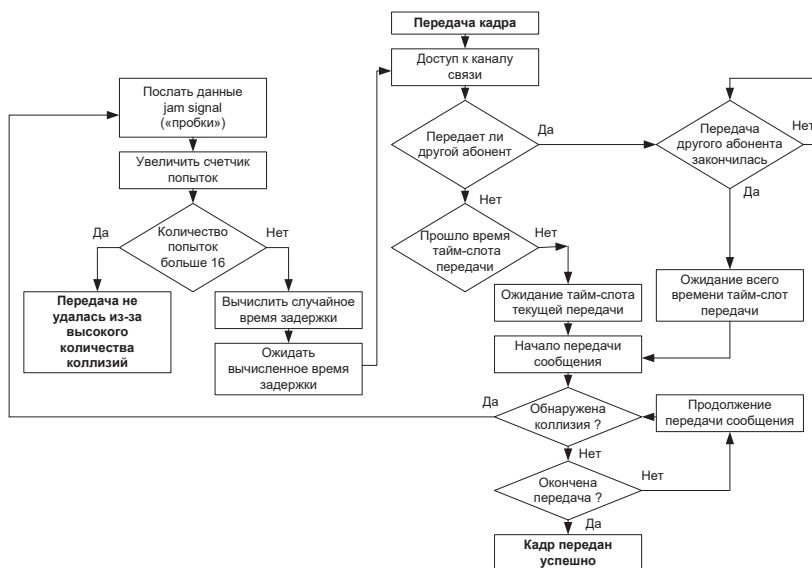 Передача кадра
Доступ к каналу
связи
Послать данные
jam signal
(«пробки»)
Передает ли
другой абонент
Да
Передача
другого абонента
закончилась
Нет
Увеличить счетчик
попыток
Нет
Да
Да
Количество
попыток
больше 16
Нет
Прошло время
тайм-слота
передачи
Нет
Передача не
удалась из-за
высокого
количества
коллизий
Вычислить случайное
время задержки
Ожидание тайм-слота
текущей передачи
Ожидание всего
времени тайм-слот
передачи
Ожидать
вычисленное время
задержки
Начало передачи
сообщения
Да
Обнаружена
коллизия ?
Продолжение
передачи сообщения
Нет
Окончена
передача ?
Нет
Да
Кадр передан
успешно